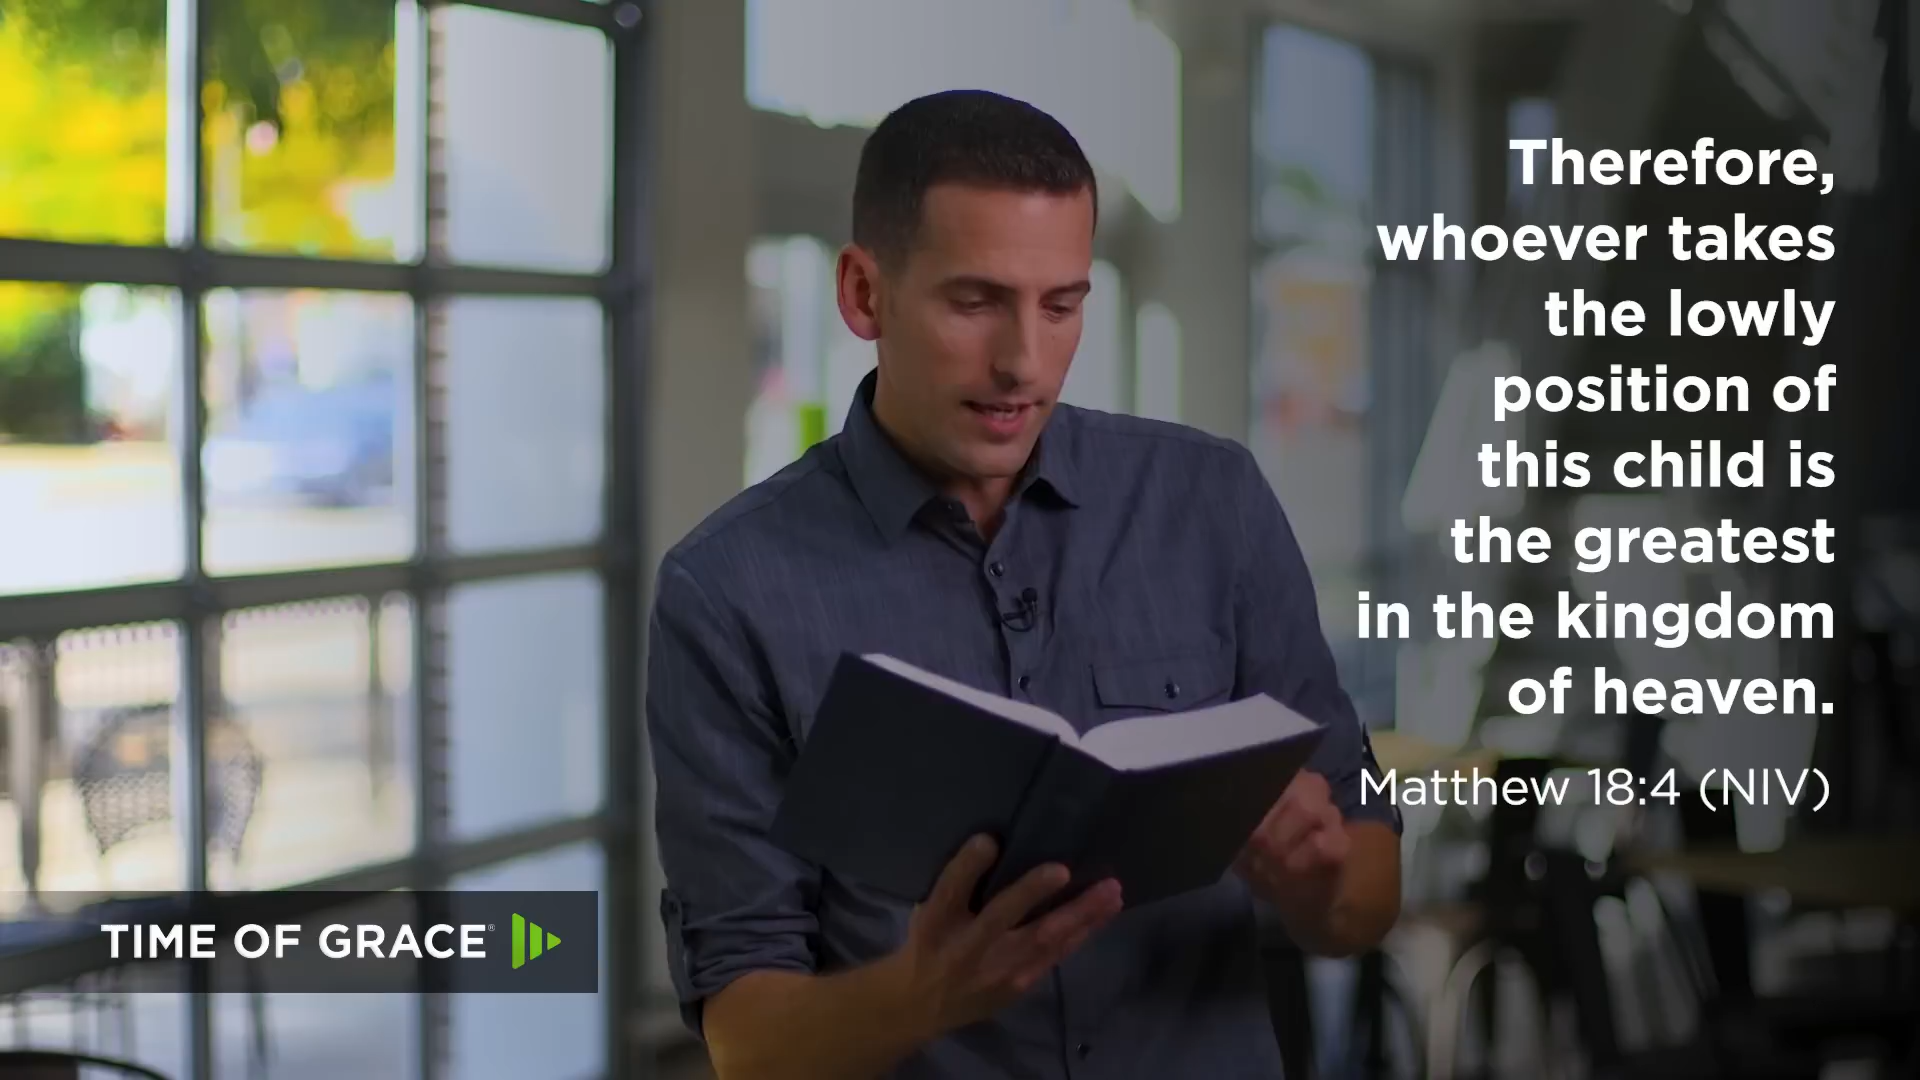 Therefore,
whoever takes
the lowly
position of
this child is
the greatest
in the kingdom
of heaven.
Matthew 18:4 (NIV)
TIME OF GRACE®